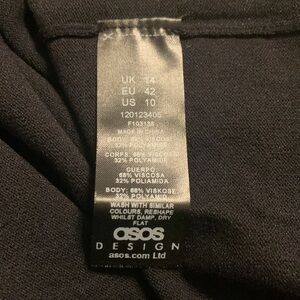 UK 14
EU 42
US 10
120123406
F103138
MADE IN CHINA
32% POLYAMIDE
CORPS: 68% VISCOSE
32% POLYAMIDE
CUERPO:
68% VISCOSA
32% POLIAMIDA
BODY: 68% VISKOSE
32% POLYAMID
WASH WITH SIMILAR
COLOURS, RESHAPE
WHILST DAMP, DRY
FLAT
asos
DESIGN
asos.com Ltd